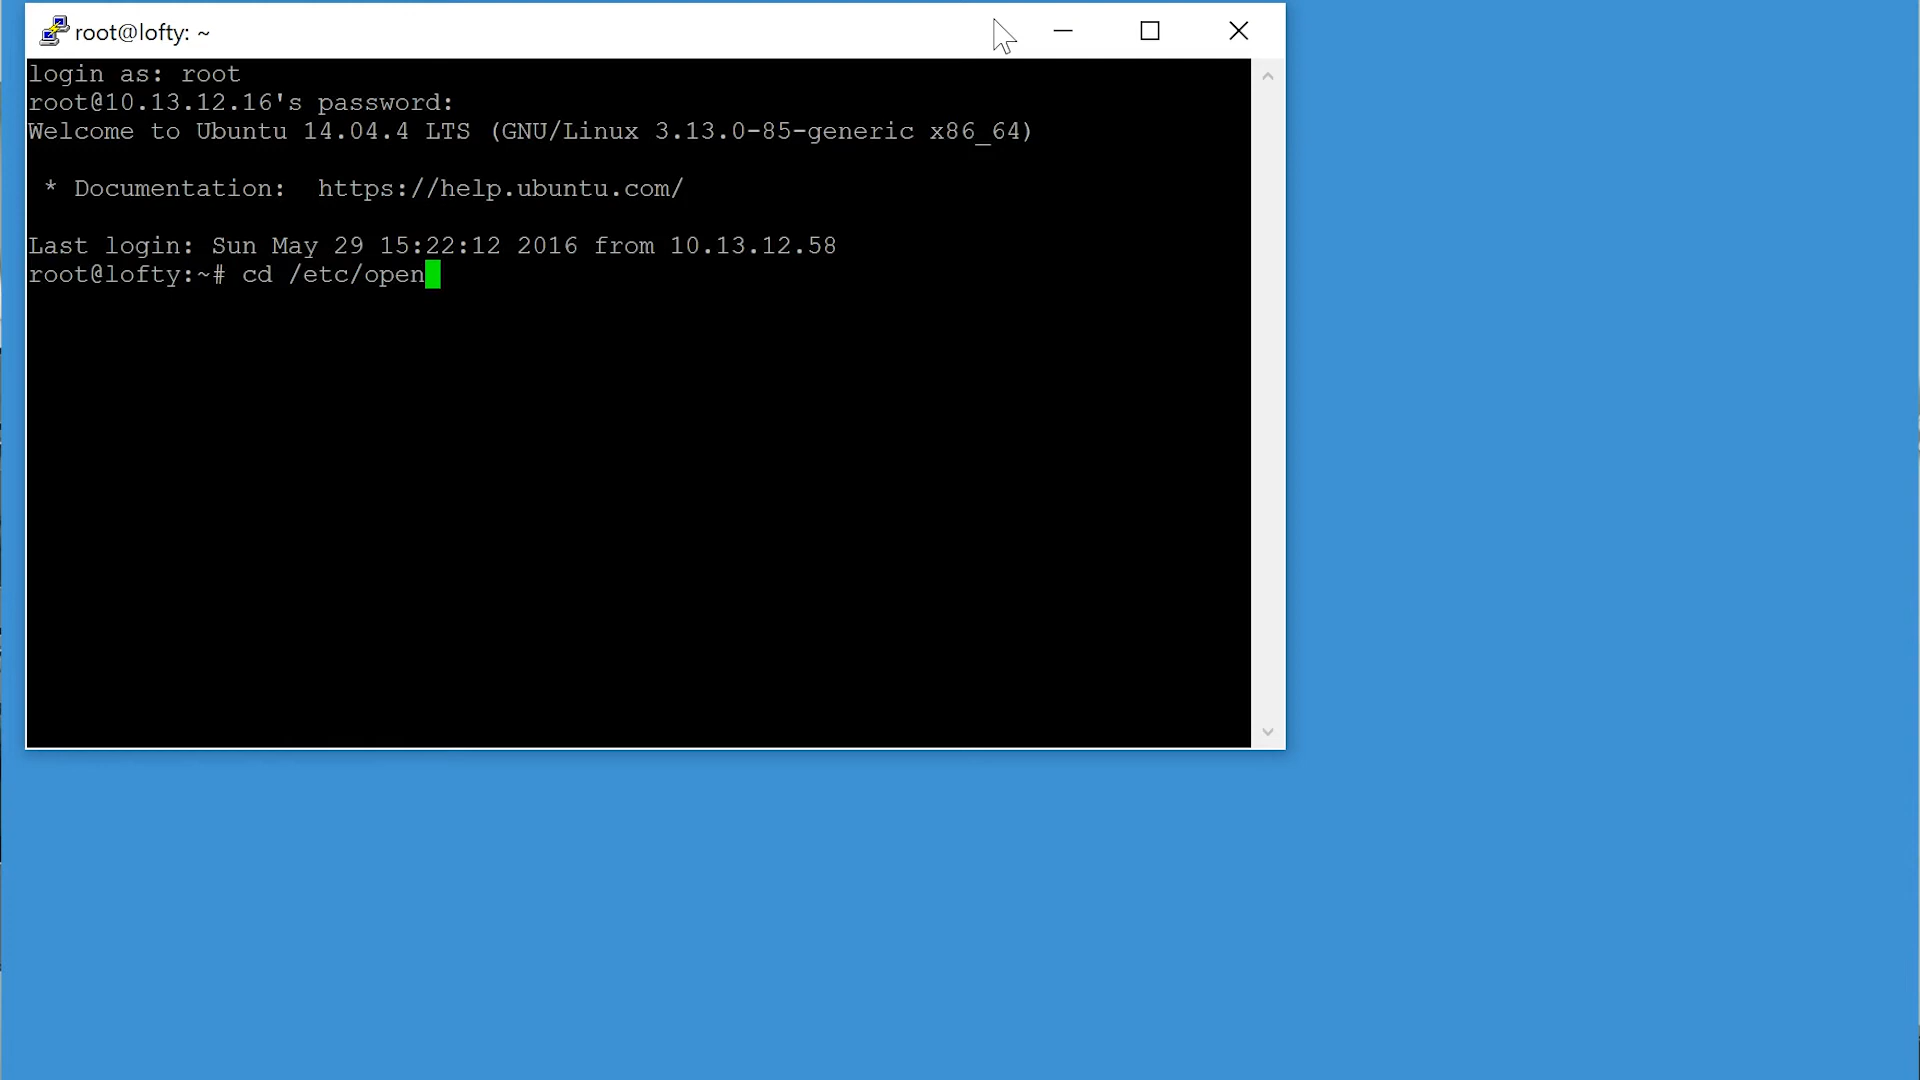 root@lofty: ~
login as: root
root@10.13.12.16's password:
Welcome to Ubuntu 14.04.4 LTS (GNU/Linux 3.13.0-85-generic x86_64)
* Documentation:  https://help.ubuntu.com/
Last login: Sun May 29 15:22:12 2016 from 10.13.12.58
root@lofty:~# cd /etc/open